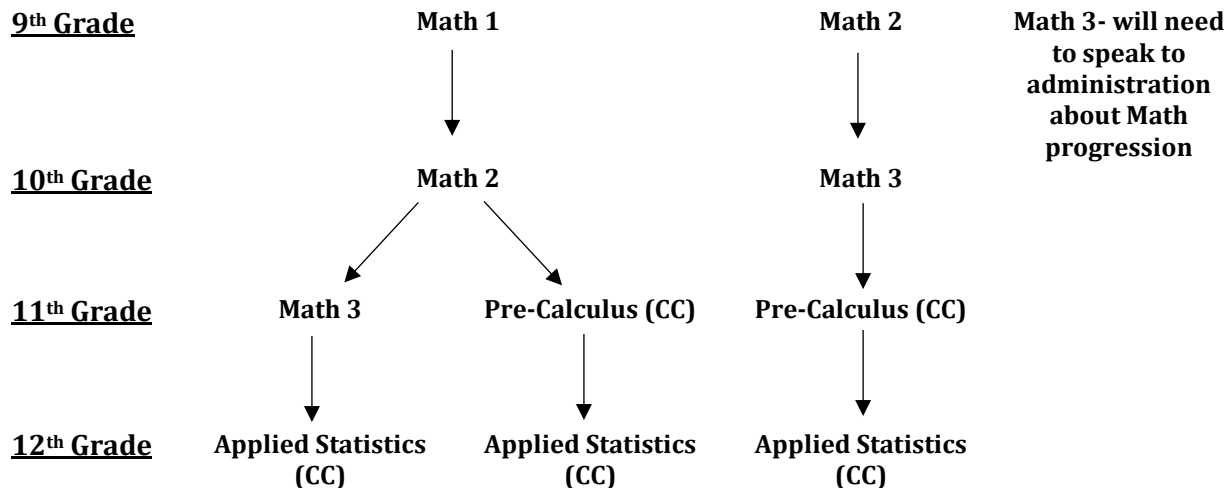 9th Grade
Math 1
Math 2
Math 3- will need
to speak to
administration
about Math
progression
10th Grade
Math 2
Math 3
11th Grade
Math 3
Pre-Calculus (CC)
Pre-Calculus (CC)
12th Grade
Applied Statistics
(CC)
Applied Statistics
(CC)
Applied Statistics
(CC)